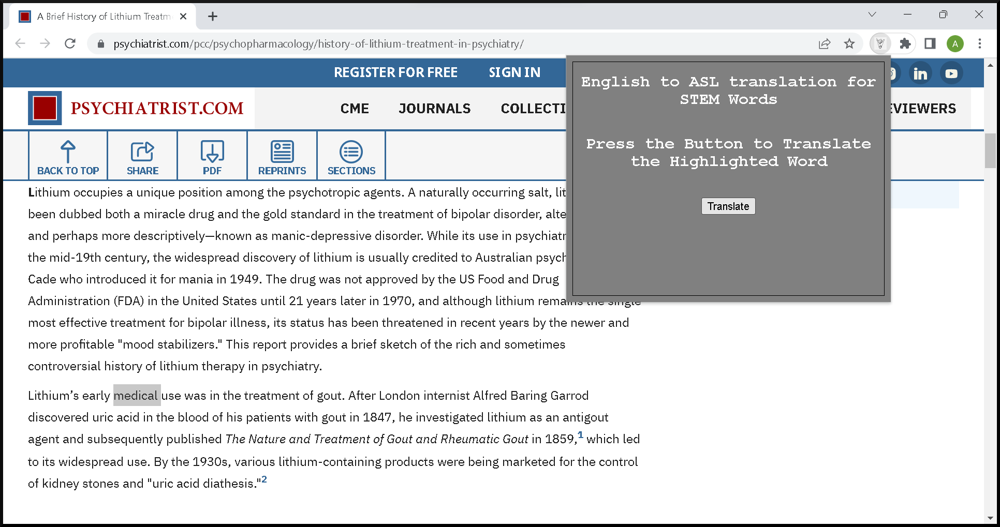 A Brief History of Lithium Treatm
psychiatrist.com/pcc/psychopharmacology/history-of-lithium-treatment-in-psychiatry/
A
REGISTER FOR FREE SIGN IN
in
PSYCHIATRIST.COM
CME JOURNALS COLLECTI EVIEWERS
BACK TO TOP SHARE PDF REPRINTS SECTIONS
English to ASL translation for
STEM Words
Press the Button to Translate
the Highlighted Word
Translate
Lithium occupies a unique position among the psychotropic agents. A naturally occurring salt, lit
been dubbed both a miracle drug and the gold standard in the treatment of bipolar disorder, alte
and perhaps more descriptively—known as manic-depressive disorder. While its use in psychiatr
the mid-19th century, the widespread discovery of lithium is usually credited to Australian psych
Cade who introduced it for mania in 1949. The drug was not approved by the US Food and Drug
Administration (FDA) in the United States until 21 years later in 1970, and although lithium remains the single
most effective treatment for bipolar illness, its status has been threatened in recent years by the newer and
more profitable "mood stabilizers." This report provides a brief sketch of the rich and sometimes
controversial history of lithium therapy in psychiatry.
Lithium's early medical use was in the treatment of gout. After London internist Alfred Baring Garrod
discovered uric acid in the blood of his patients with gout in 1847, he investigated lithium as an antigout
agent and subsequently published The Nature and Treatment of Gout and Rheumatic Gout in 1859,1 which led
to its widespread use. By the 1930s, various lithium-containing products were being marketed for the control
of kidney stones and "uric acid diathesis."2